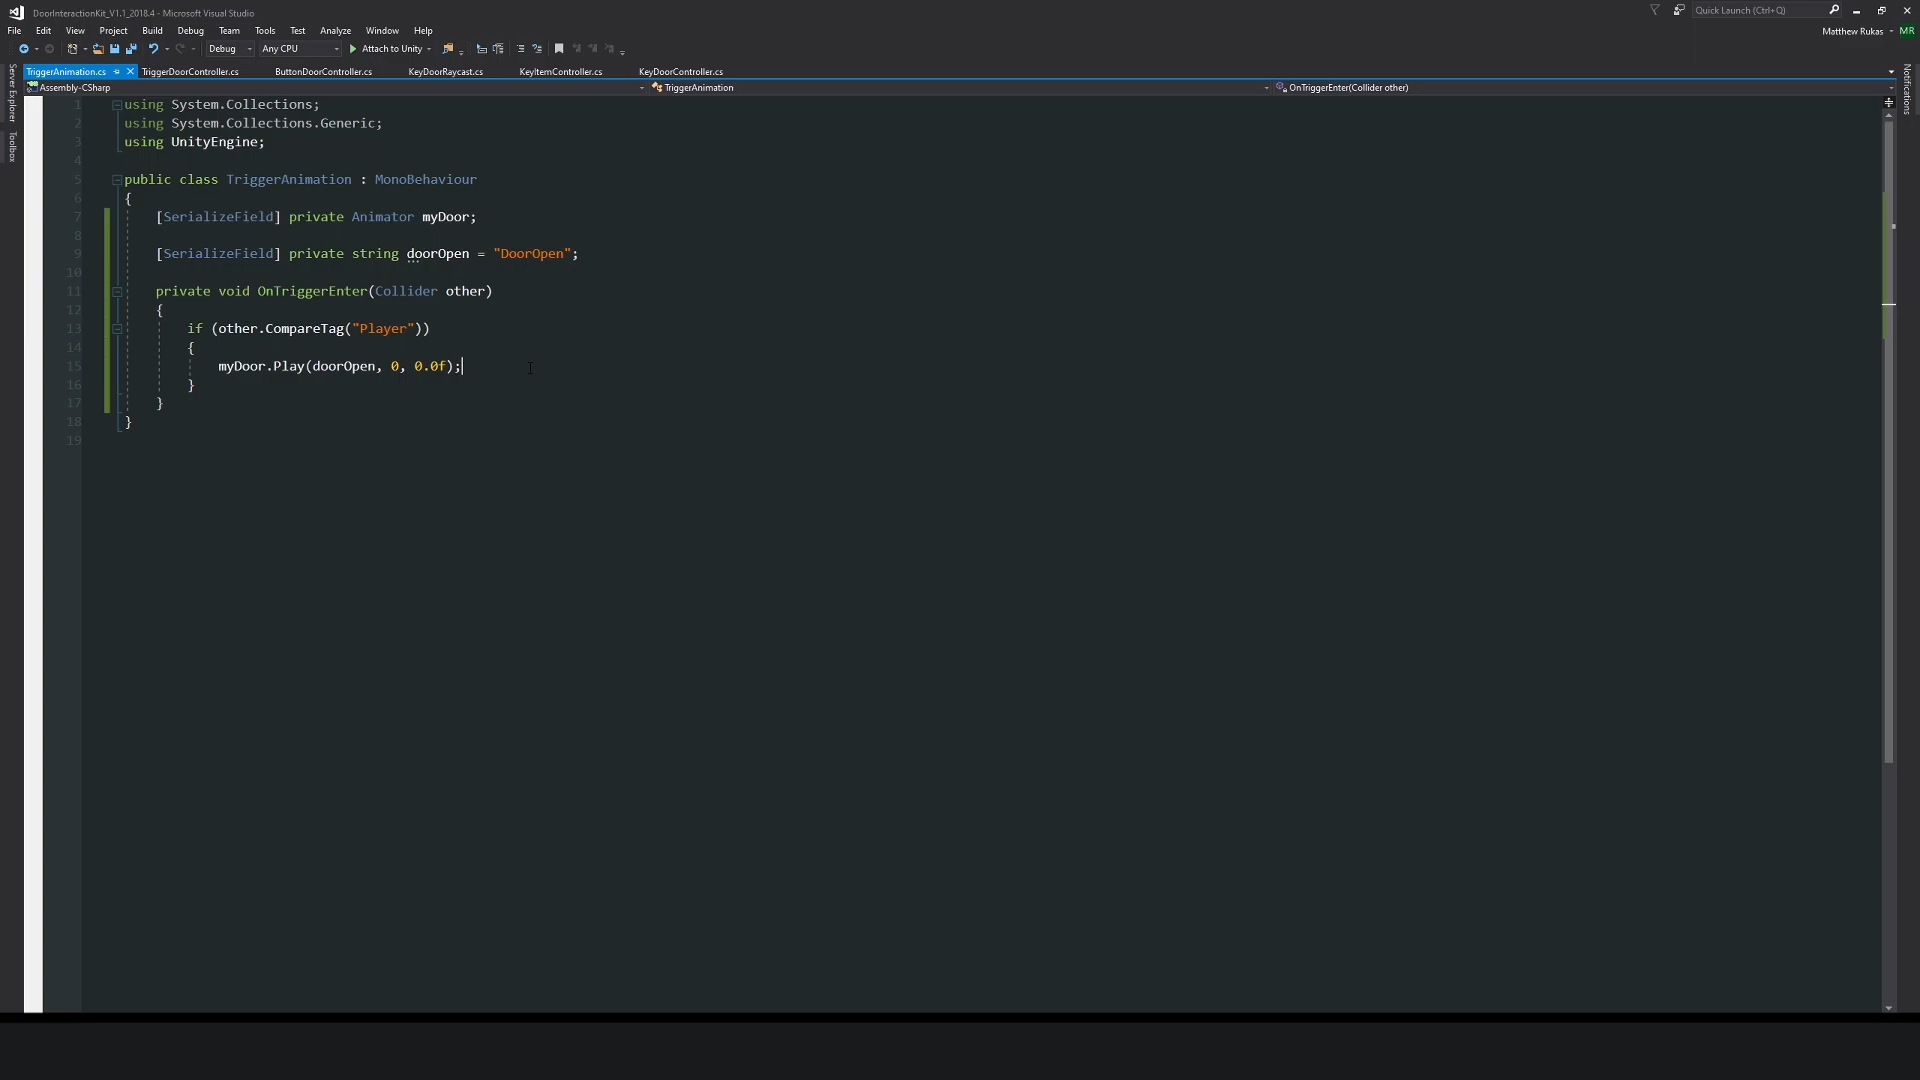 DoorInteractionKit_V1.1_2018.4 - Microsoft Visual Studio
Quick Launch (Ctrl+Q)
File Edit View Project Build Debug Team Tools Test Analyze Window Help
Matthew Rukas MR
Debug Any CPU Attach to Unity
TriggerAnimation.cs TriggerDoorController.cs ButtonDoorController.cs KeyDoorRaycast.cs KeyItemController.cs KeyDoorController.cs
Assembly-CSharp TriggerAnimation OnTriggerEnter(Collider other)
Server Explorer
Toolbox
Notifications
1 using System.Collections;
2 using System.Collections.Generic;
3 using UnityEngine;
4
5 public class TriggerAnimation : MonoBehaviour
6 {
7 [SerializeField] private Animator myDoor;
8
9 [SerializeField] private string doorOpen = "DoorOpen";
10
11 private void OnTriggerEnter(Collider other)
12 {
13 if (other.CompareTag("Player"))
14 {
15 myDoor.Play(doorOpen, 0, 0.0f);
16 }
17 }
18 }
19